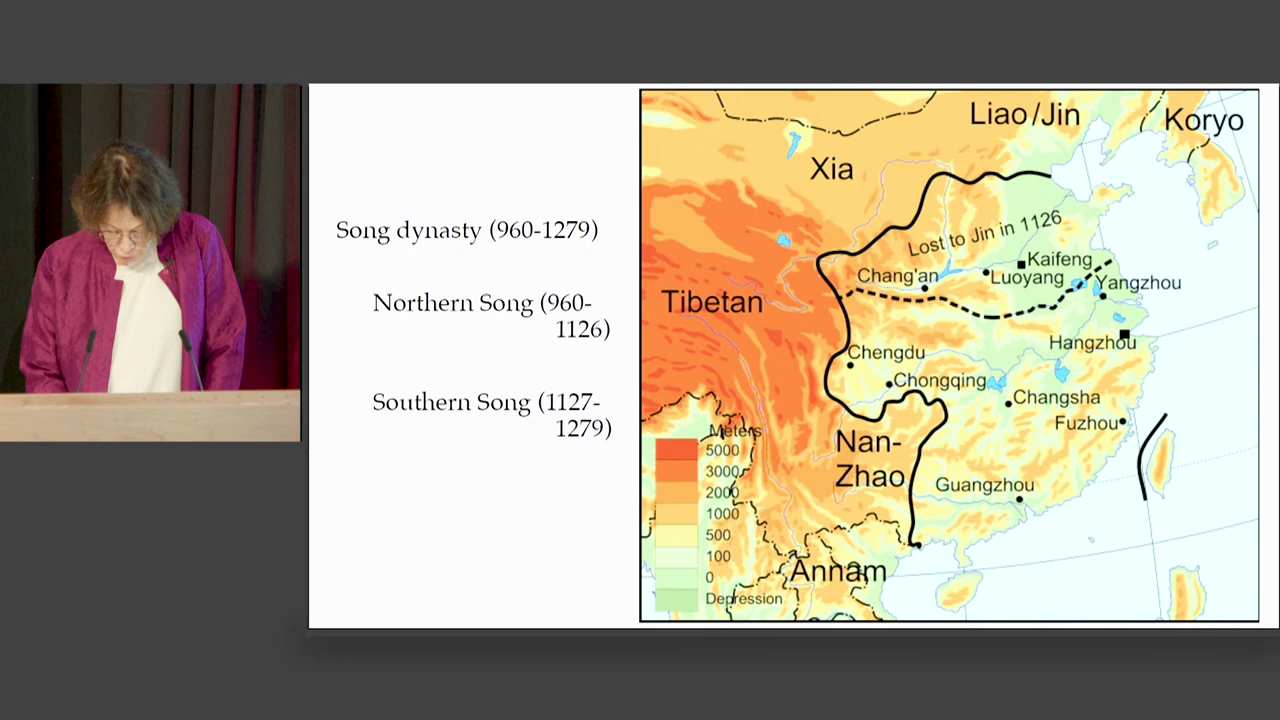 Song dynasty (960-1279)
Northern Song (960-
1126)
Southern Song (1127-
1279)
Liao/Jin
Koryo
Xia
Lost to Jin in 1126
Kaifeng
Chang'an
Luoyang
Yangzhou
Tibetan
Hangzhou
Chengdu
Chongqing
Changsha
Fuzhou
Nan-
Zhao
Guangzhou
Annam
Meters
5000
3000
2000
1000
500
100
0
Depression